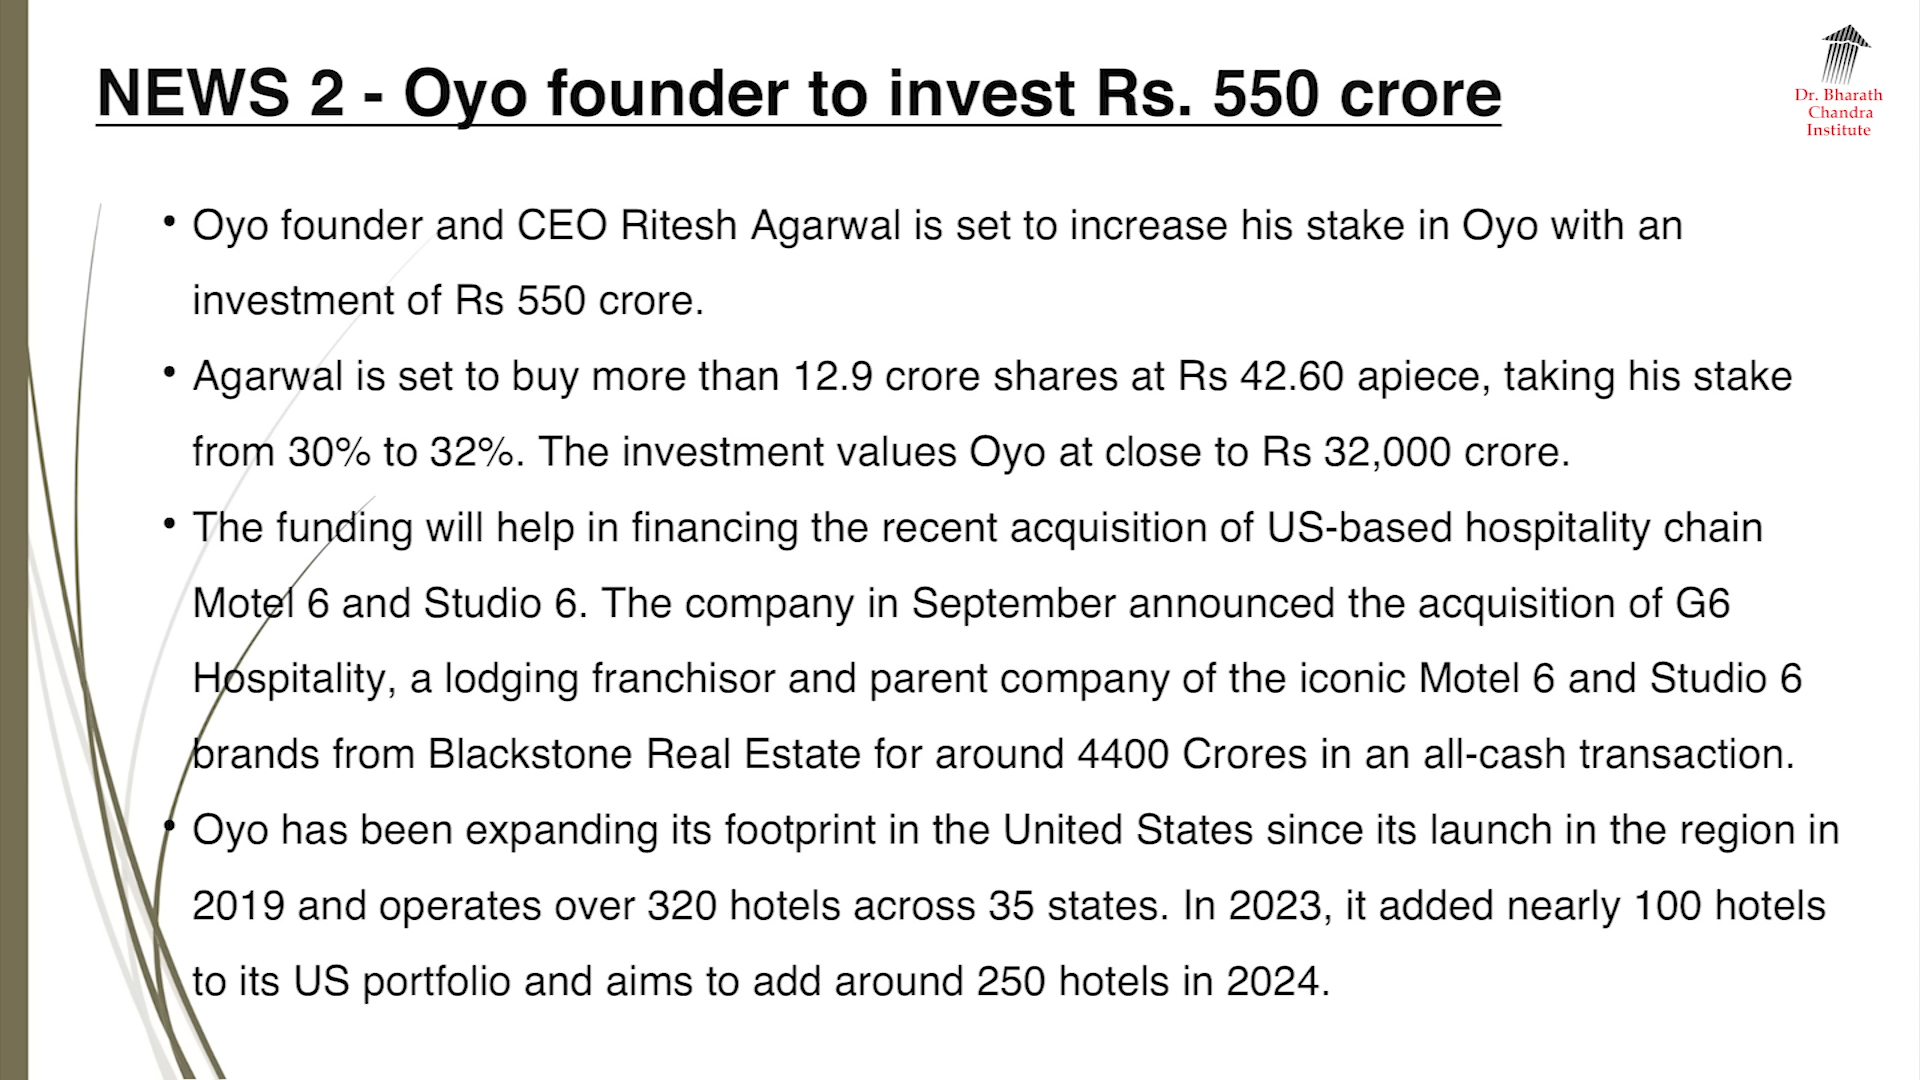 NEWS 2 - Oyo founder to invest Rs. 550 crore
Dr. Bharath
Chandra
Institute
• Oyo founder and CEO Ritesh Agarwal is set to increase his stake in Oyo with an
investment of Rs 550 crore.
• Agarwal is set to buy more than 12.9 crore shares at Rs 42.60 apiece, taking his stake
from 30% to 32%. The investment values Oyo at close to Rs 32,000 crore.
• The funding will help in financing the recent acquisition of US-based hospitality chain
Motel 6 and Studio 6. The company in September announced the acquisition of G6
Hospitality, a lodging franchisor and parent company of the iconic Motel 6 and Studio 6
brands from Blackstone Real Estate for around 4400 Crores in an all-cash transaction.
• Oyo has been expanding its footprint in the United States since its launch in the region in
2019 and operates over 320 hotels across 35 states. In 2023, it added nearly 100 hotels
to its US portfolio and aims to add around 250 hotels in 2024.